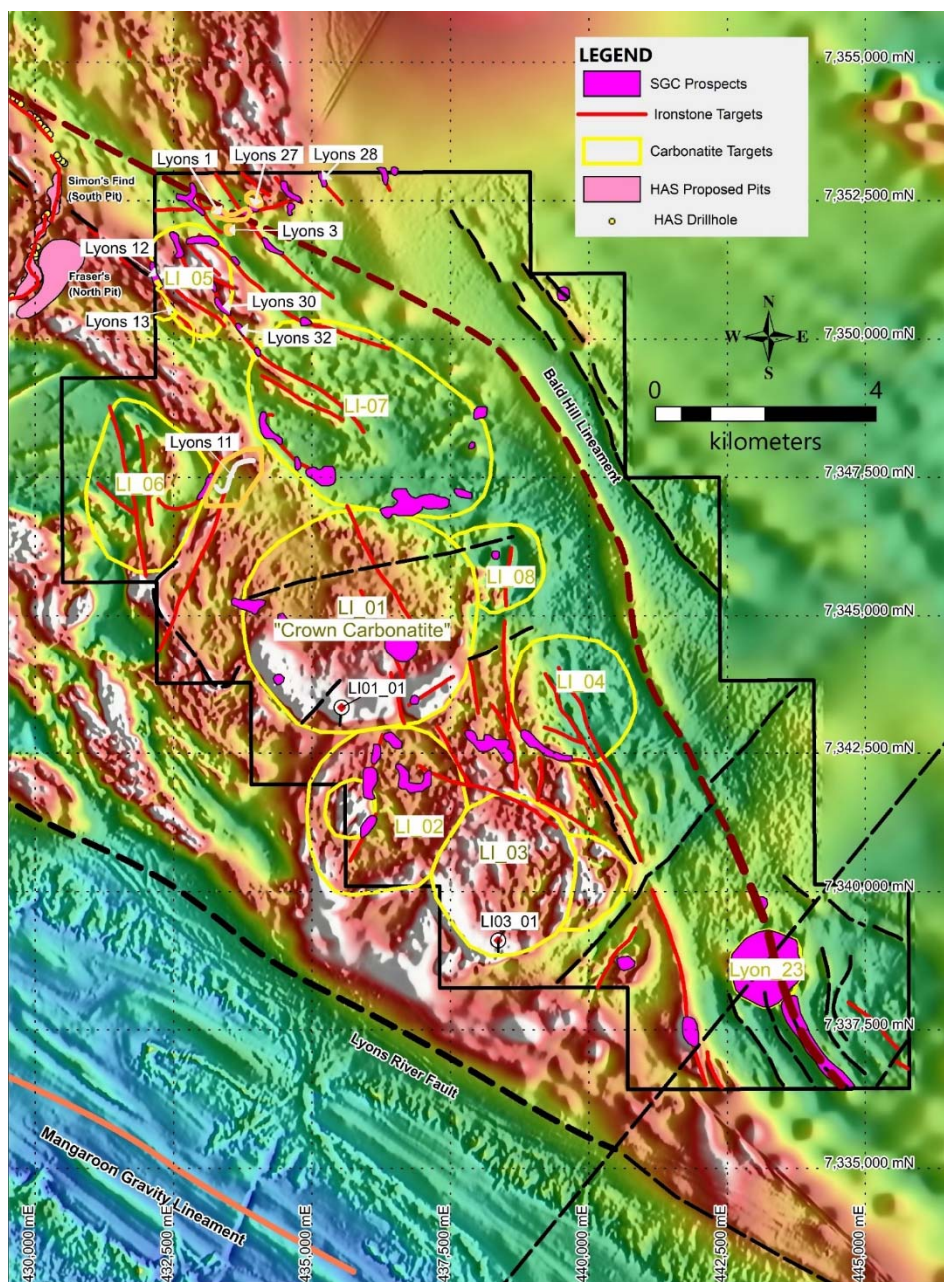 7,355,000 mN
LEGEND
SGC Prospects
Ironstone Targets
Carbonatite Targets
HAS Proposed Pits
HAS Drillhole
Lyons 1
Lyons 27
Lyons 28
Simon's Find
(South Pit)
7,352,500 mN
Lyons 3
Lyons 12
LI_05
Fraser's
(North Pit)
Lyons 30
Lyons 13
Lyons 32
7,350,000 mN
N
W
E
S
0
4
kilometers
Bald Hill Lineament
LI-07
Lyons 11
LI_06
7,347,500 mN
LI_08
LI_01
"Crown Carbonatite"
7,345,000 mN
LI_04
LI01_01
7,342,500 mN
LI_02
LI_03
LI03_01
7,340,000 mN
Lyon_23
7,337,500 mN
Lyons River Fault
Mangaroon Gravity Lineament
7,335,000 mN
430,000 mE
432,500 mE
435,000 mE
437,500 mE
440,000 mE
442,500 mE
445,000 mE